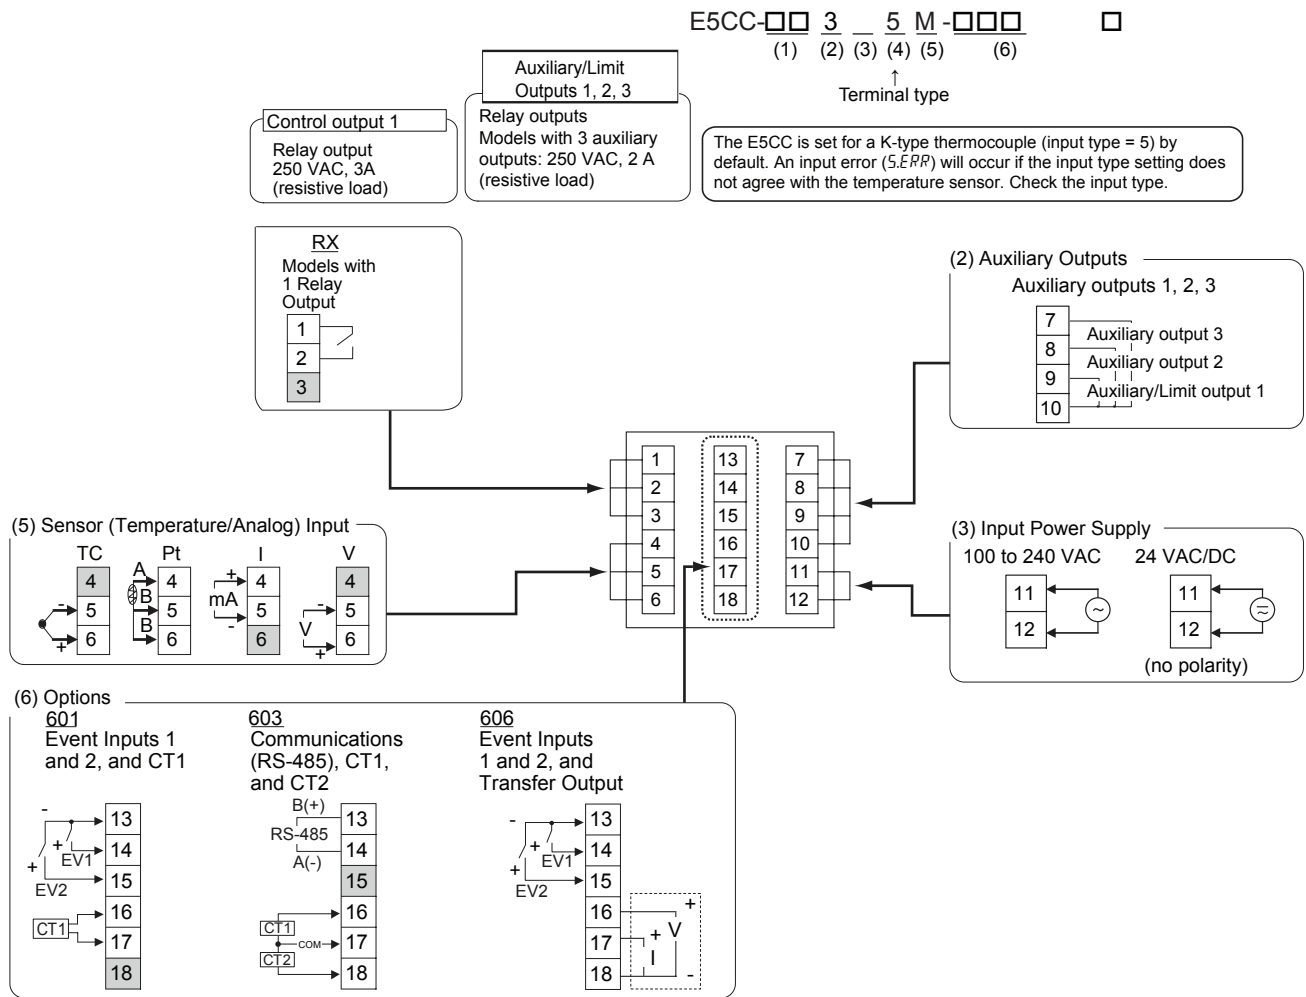 E5CC-□□ 3 _ 5 M -□□□ □
(1) (2) (3) (4) (5) (6)
↑
Terminal type
Auxiliary/Limit
Outputs 1, 2, 3
Relay outputs
Models with 3 auxiliary
outputs: 250 VAC, 2 A
(resistive load)
Control output 1
Relay output
250 VAC, 3A
(resistive load)
The E5CC is set for a K-type thermocouple (input type = 5) by
default. An input error (S.ERR) will occur if the input type setting does
not agree with the temperature sensor. Check the input type.
RX
Models with
1 Relay
Output
1
2
3
(2) Auxiliary Outputs
Auxiliary outputs 1, 2, 3
7
Auxiliary output 3
8
Auxiliary output 2
9
Auxiliary/Limit output 1
10
1 13 7
2 14 8
3 15 9
4 16 10
5 17 11
6 18 12
(5) Sensor (Temperature/Analog) Input
TC Pt I V
4 A 4 + 4 4
- 5 B 5 mA 5 - 5
+ 6 B 6 - 6 V + 6
(3) Input Power Supply
100 to 240 VAC 24 VAC/DC
11 11
12 12
(no polarity)
(6) Options
601
Event Inputs 1
and 2, and CT1
- 13
+ 14
EV1
+ 15
EV2
16
CT1
17
18
603
Communications
(RS-485), CT1,
and CT2
B(+) 13
RS-485
14
A(-)
15
16
CT1
COM 17
CT2
18
606
Event Inputs
1 and 2, and
Transfer Output
- 13
+ 14
EV1
+ 15
EV2
16 +
17 + V
I
18 -